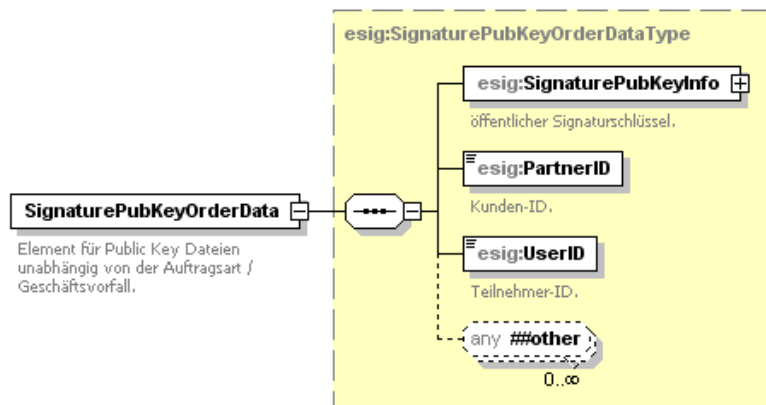 esig:SignaturePubKeyOrderDataType
esig:SignaturePubKeyInfo
öffentlicher Signaturschlüssel.
esig:PartnerID
Kunden-ID.
SignaturePubKeyOrderData
Element für Public Key Dateien
unabhängig von der Auftragsart /
Geschäftsvorfall.
esig:UserID
Teilnehmer-ID.
any ##other
0..∞